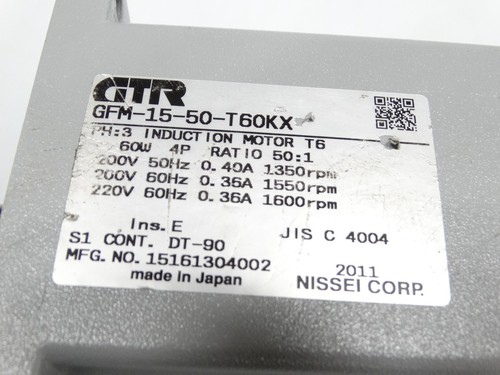 GTR
GFM-15-50-T60KX
PH:3 INDUCTION MOTOR T6
60W 4P RATIO 50:1
200V 50Hz 0.40A 1350rpm
200V 60Hz 0.36A 1550rpm
220V 60Hz 0.36A 1600rpm
Ins.E JIS C 4004
S1 CONT. DT-90
MFG.NO.15161304002 2011
made in Japan NISSEI CORP.